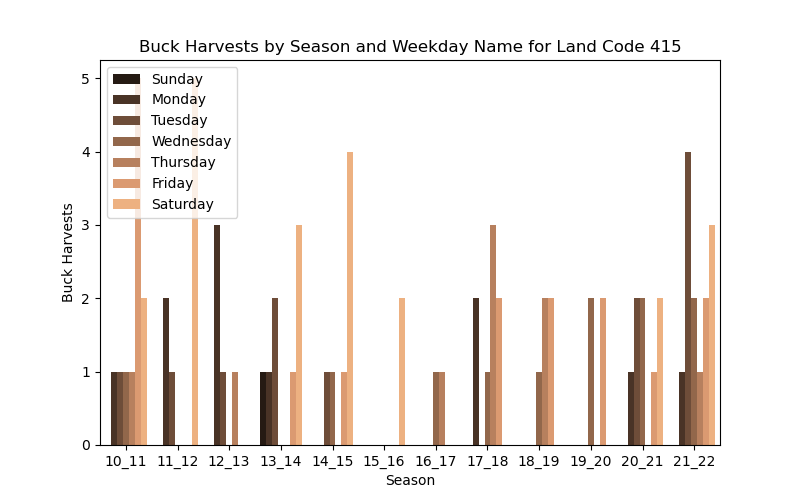 Buck Harvests by Season and Weekday Name for Land Code 415
Sunday
Monday
Tuesday
Wednesday
Thursday
Friday
Saturday
5
4
3
2
1
0
Buck Harvests
10_11 11_12 12_13 13_14 14_15 15_16 16_17 17_18 18_19 19_20 20_21 21_22
Season